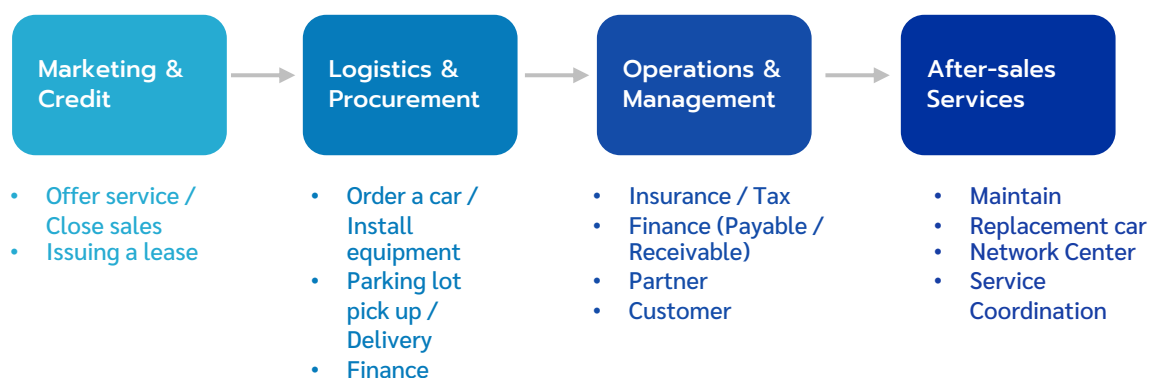 Marketing &
Credit
Logistics &
Procurement
Operations &
Management
After-sales
Services
• Offer service /
Close sales
• Issuing a lease
• Order a car /
Install
equipment
• Parking lot
pick up /
Delivery
• Finance
• Insurance / Tax
• Finance (Payable /
Receivable)
• Partner
• Customer
• Maintain
• Replacement car
• Network Center
• Service
Coordination